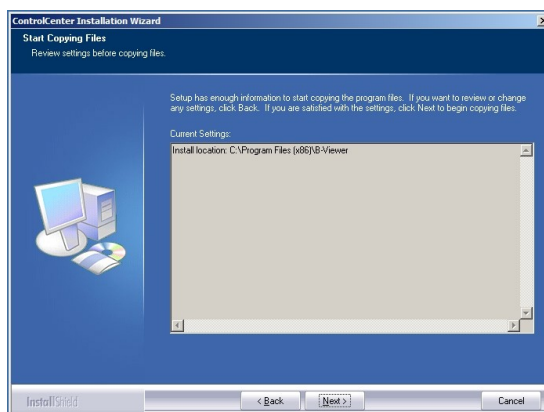 ControlCenter Installation Wizard
Start Copying Files
Review settings before copying files.
Setup has enough information to start copying the program files. If you want to review or change
any settings, click Back. If you are satisfied with the settings, click Next to begin copying files.
Current Settings:
Install location: C:\Program Files (x86)\B-Viewer
InstallShield
< Back
Next >
Cancel